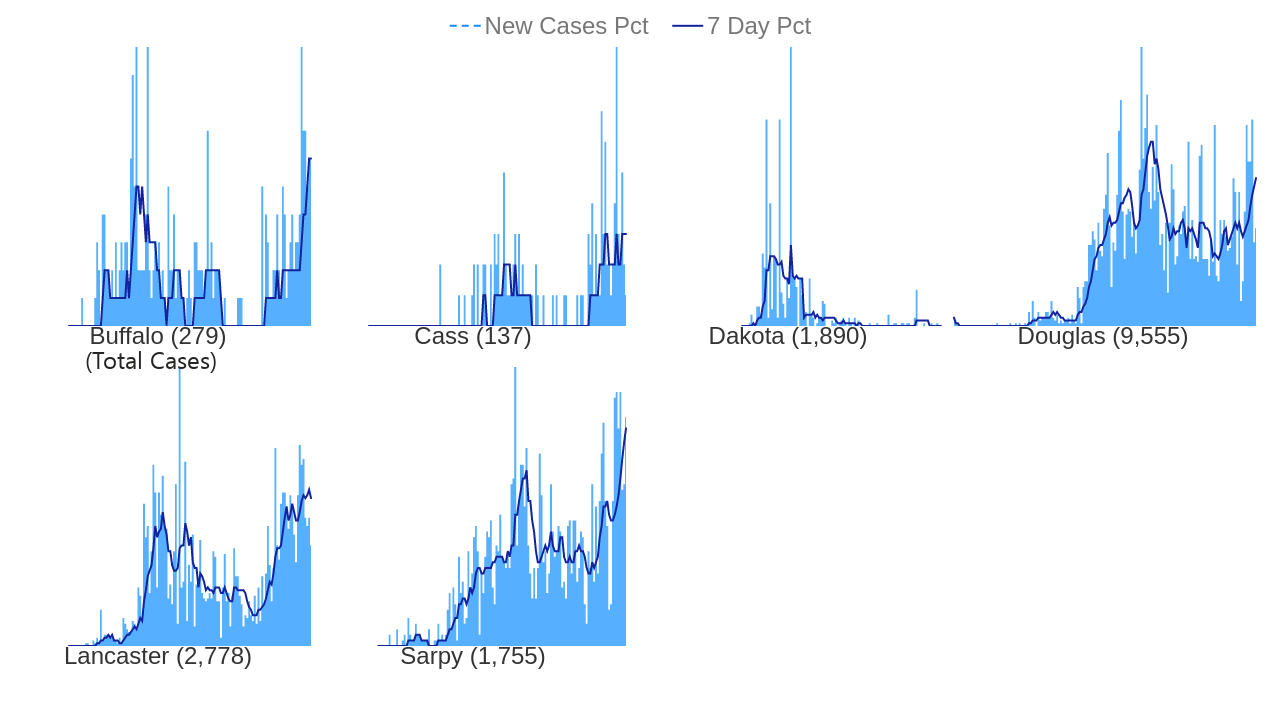 New Cases Pct 7 Day Pct
Buffalo (279) Cass (137) Dakota (1,890) Douglas (9,555)
(Total Cases)
Lancaster (2,778) Sarpy (1,755)